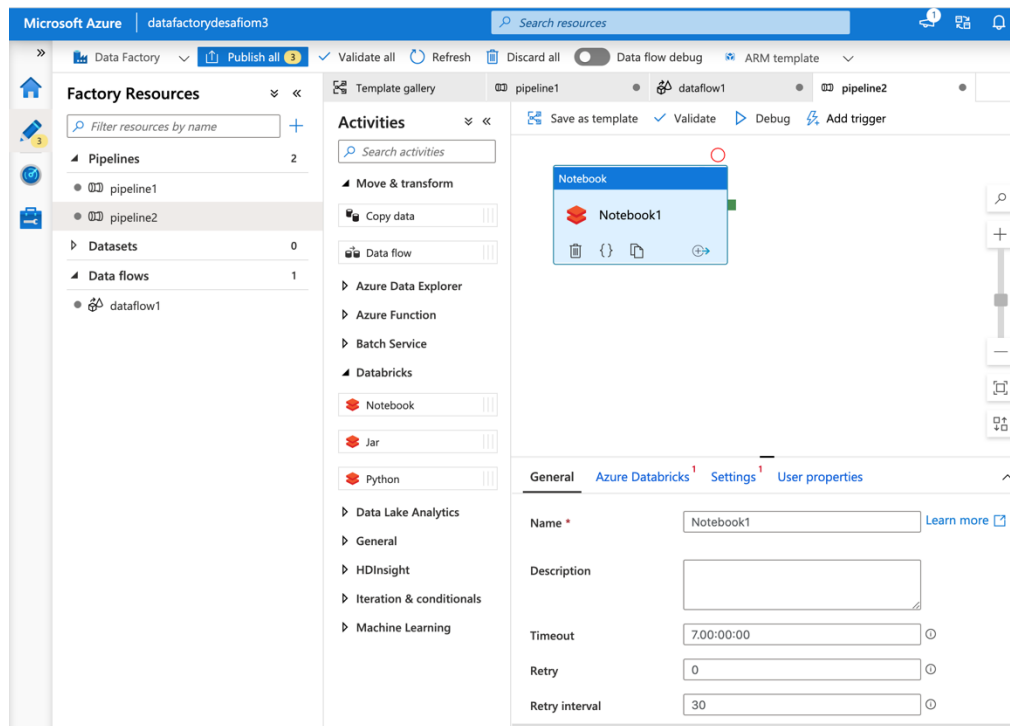 Microsoft Azure datafactorydesafiom3 Search resources 1
Data Factory Publish all 3 Validate all Refresh Discard all Data flow debug ARM template
Factory Resources
Filter resources by name
3
Pipelines 2
pipeline1
pipeline2
Datasets 0
Data flows 1
dataflow1
Template gallery pipeline1 dataflow1 pipeline2
Activities
Search activities
Move & transform
Copy data
Data flow
Azure Data Explorer
Azure Function
Batch Service
Databricks
Notebook
Jar
Python
Data Lake Analytics
General
HDInsight
Iteration & conditionals
Machine Learning
Save as template Validate Debug Add trigger
Notebook
Notebook1
{}
General Azure Databricks 1 Settings 1 User properties
Name * Notebook1 Learn more
Description
Timeout 7.00:00:00
Retry 0
Retry interval 30